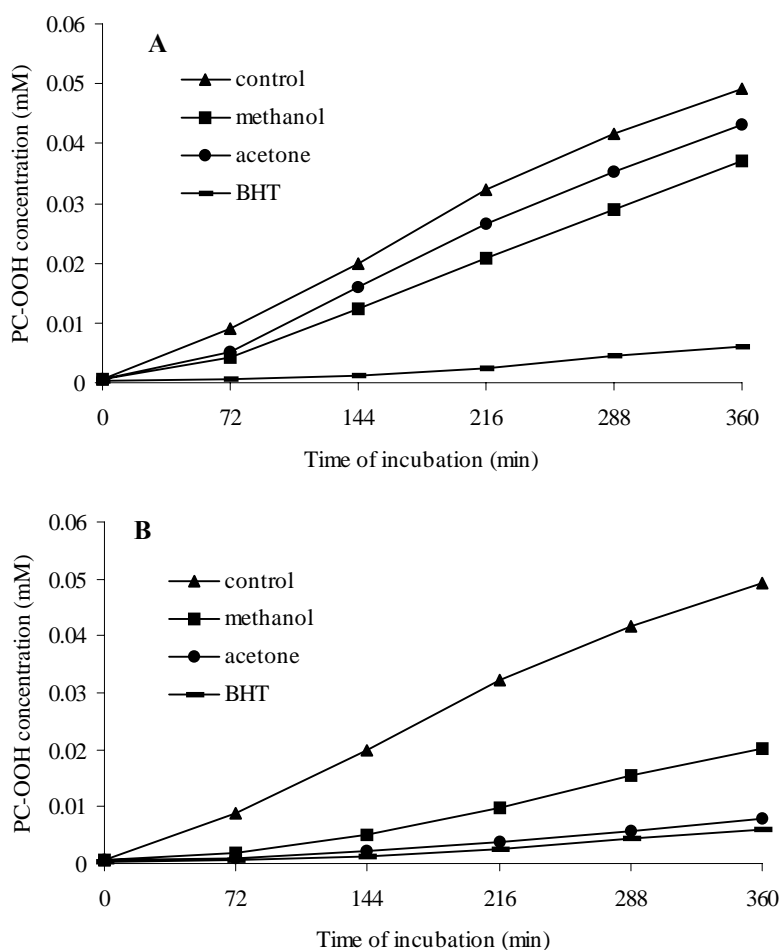 A
PC-OOH concentration (mM)
0.06
0.05
0.04
0.03
0.02
0.01
0
control
methanol
acetone
BHT
0 72 144 216 288 360
Time of incubation (min)
B
PC-OOH concentration (mM)
0.06
0.05
0.04
0.03
0.02
0.01
0
control
methanol
acetone
BHT
0 72 144 216 288 360
Time of incubation (min)